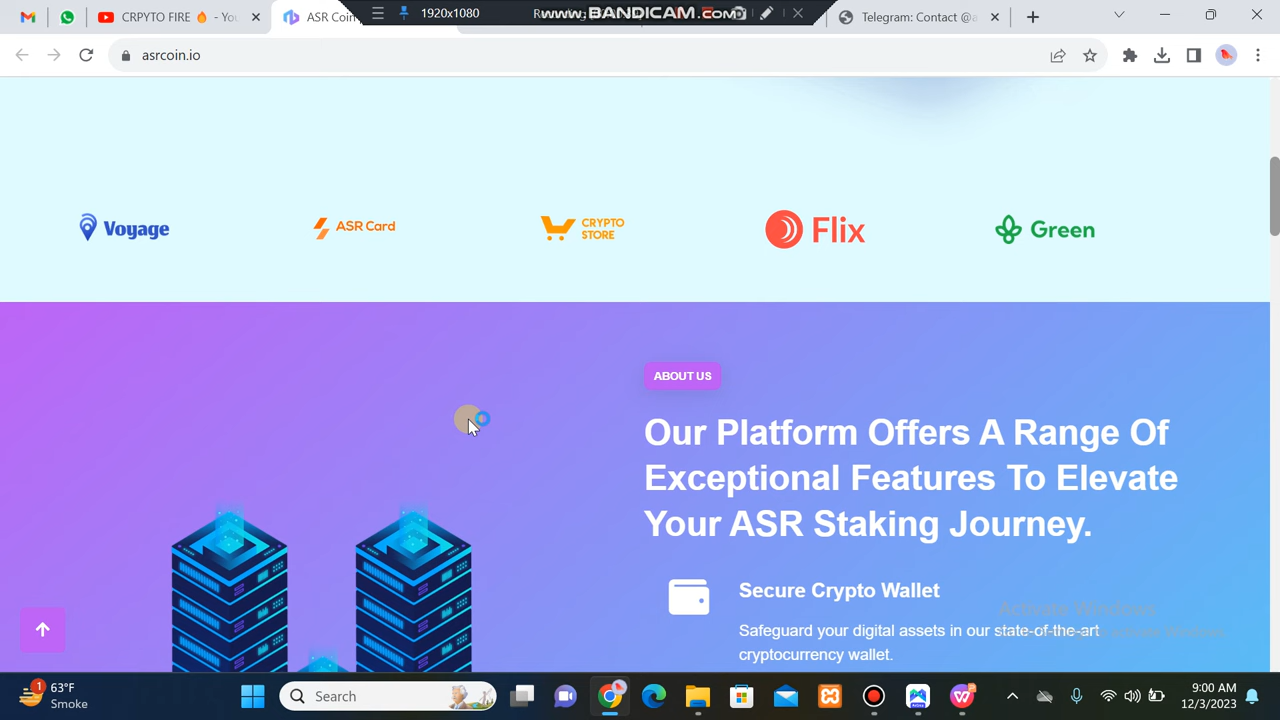 CRPTO FIRE 🔥 - You
ASR Coin
1920x1080
www.BANDICAM.com
Telegram: Contact @a
asrcoin.io
Voyage
ASR Card
CRYPTO
STORE
Flix
Green
ABOUT US
Our Platform Offers A Range Of
Exceptional Features To Elevate
Your ASR Staking Journey.
Secure Crypto Wallet
Safeguard your digital assets in our state-of-the-art
cryptocurrency wallet.
Activate Windows
1
63°F
Smoke
Search
9:00 AM
12/3/2023